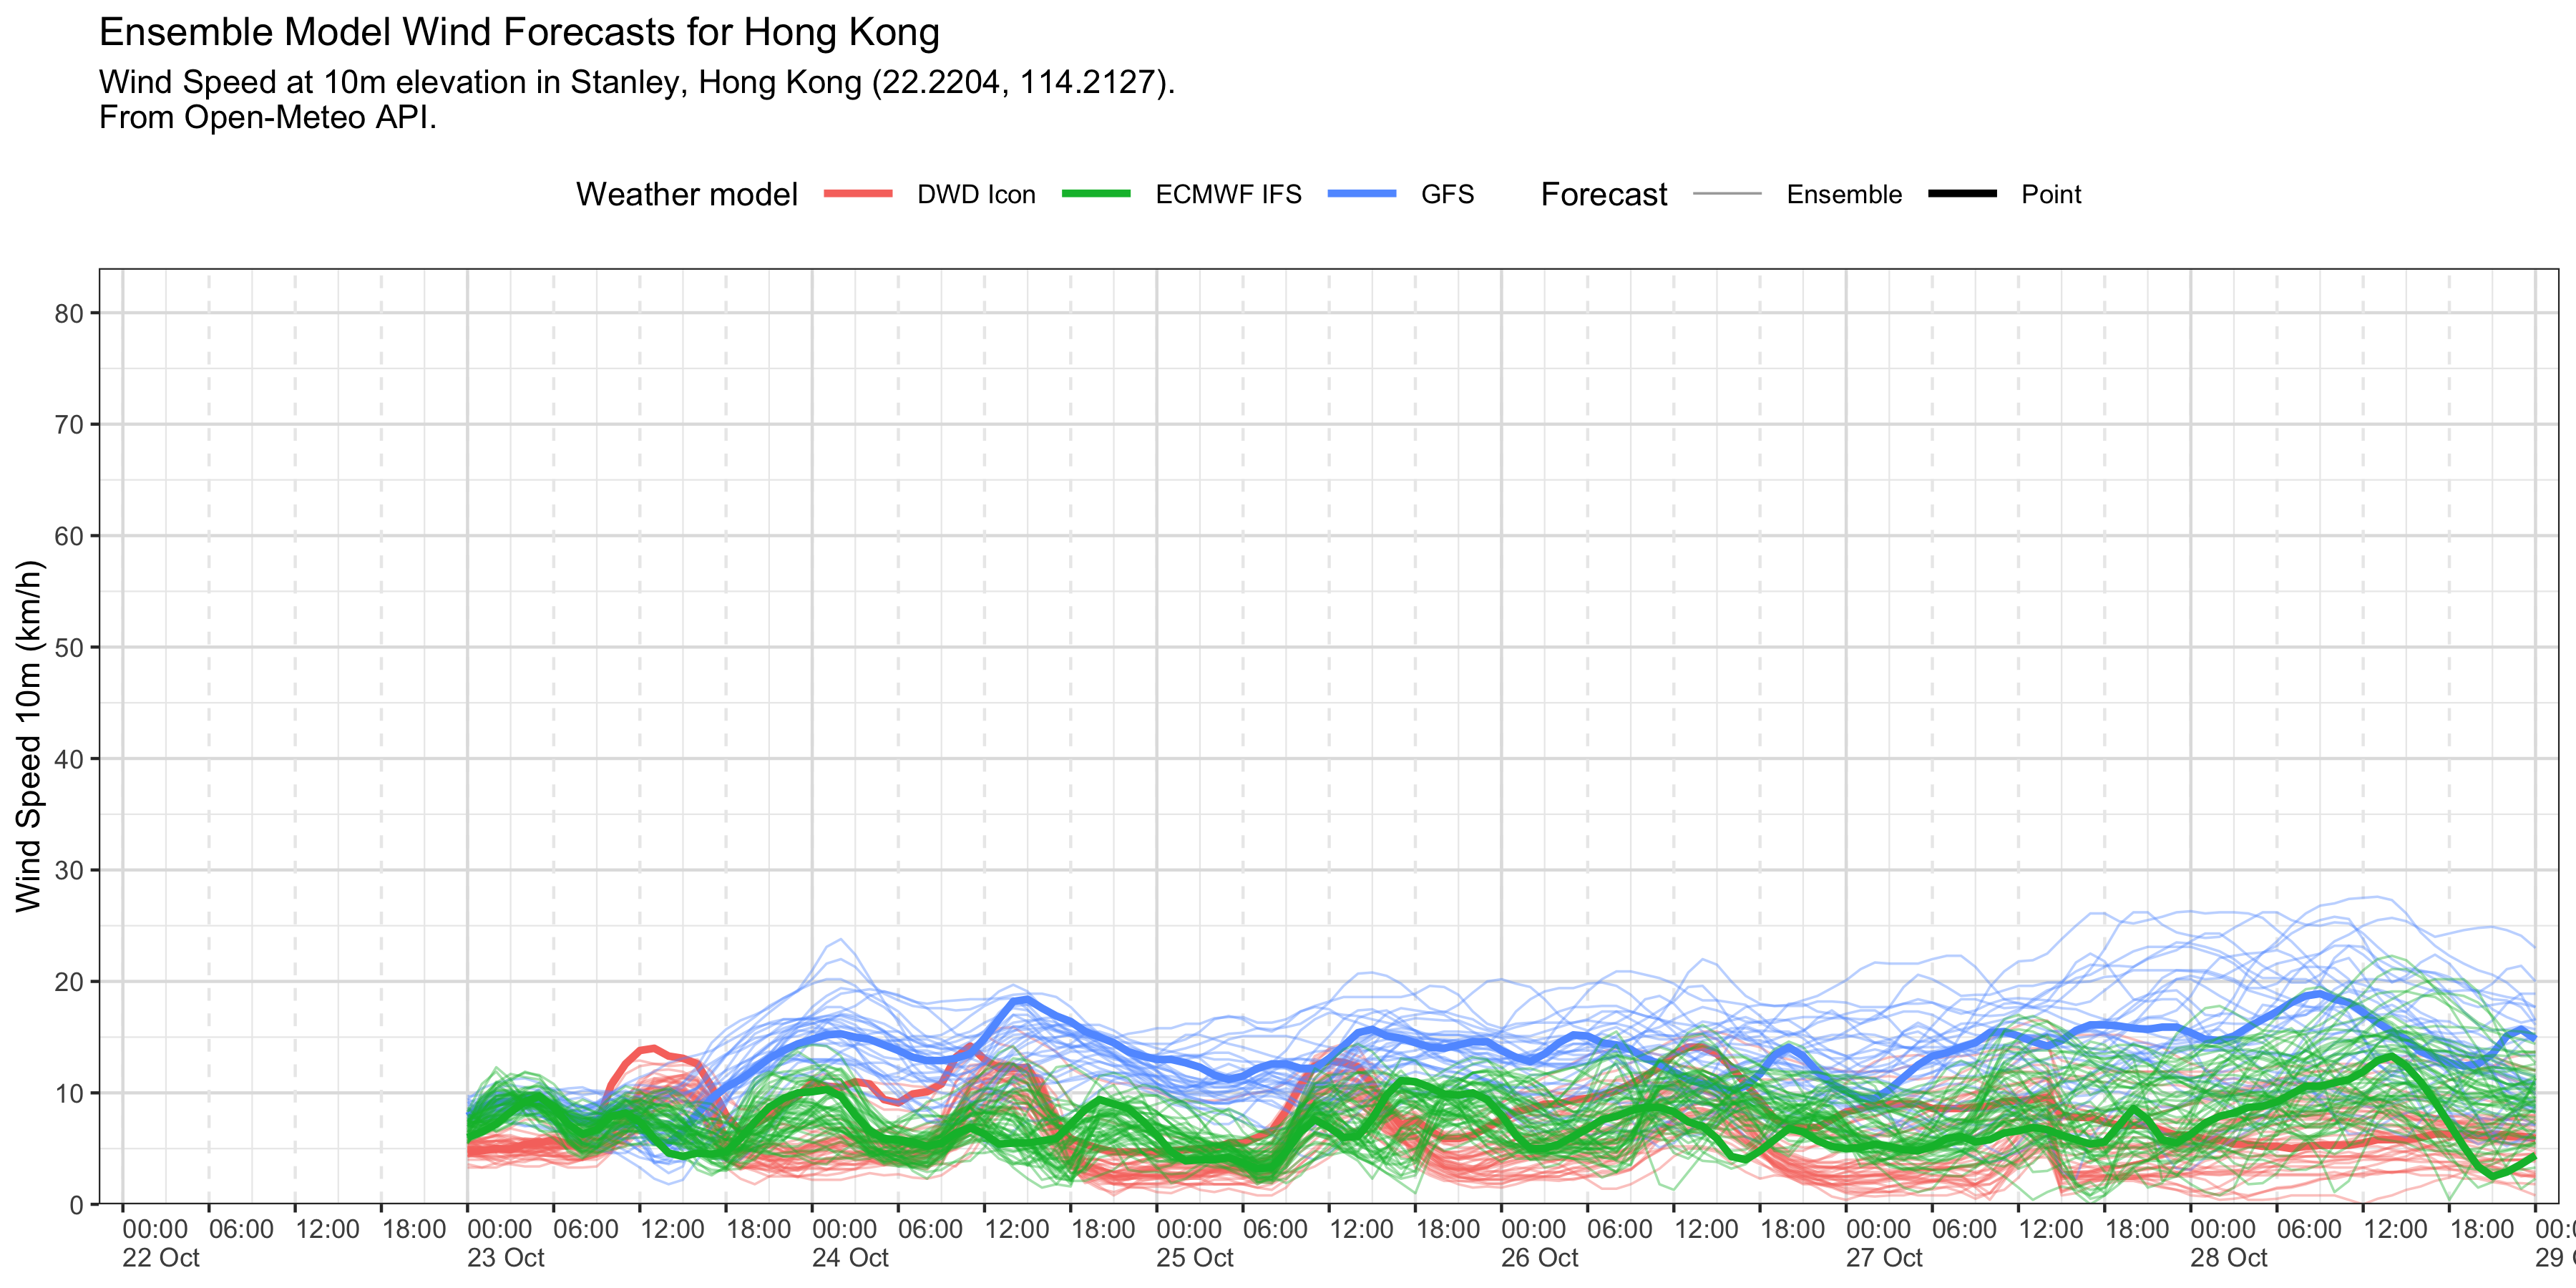 Ensemble Model Wind Forecasts for Hong Kong
Wind Speed at 10m elevation in Stanley, Hong Kong (22.2204, 114.2127).
From Open-Meteo API.
Weather model DWD Icon ECMWF IFS GFS Forecast Ensemble Point
Wind Speed 10m (km/h)
80
70
60
50
40
30
20
10
0
00:00 06:00 12:00 18:00 00:00 06:00 12:00 18:00 00:00 06:00 12:00 18:00 00:00 06:00 12:00 18:00 00:00 06:00 12:00 18:00 00:00 06:00 12:00 18:00 00:00 06:00 12:00 18:00 00:
22 Oct 23 Oct 24 Oct 25 Oct 26 Oct 27 Oct 28 Oct 29